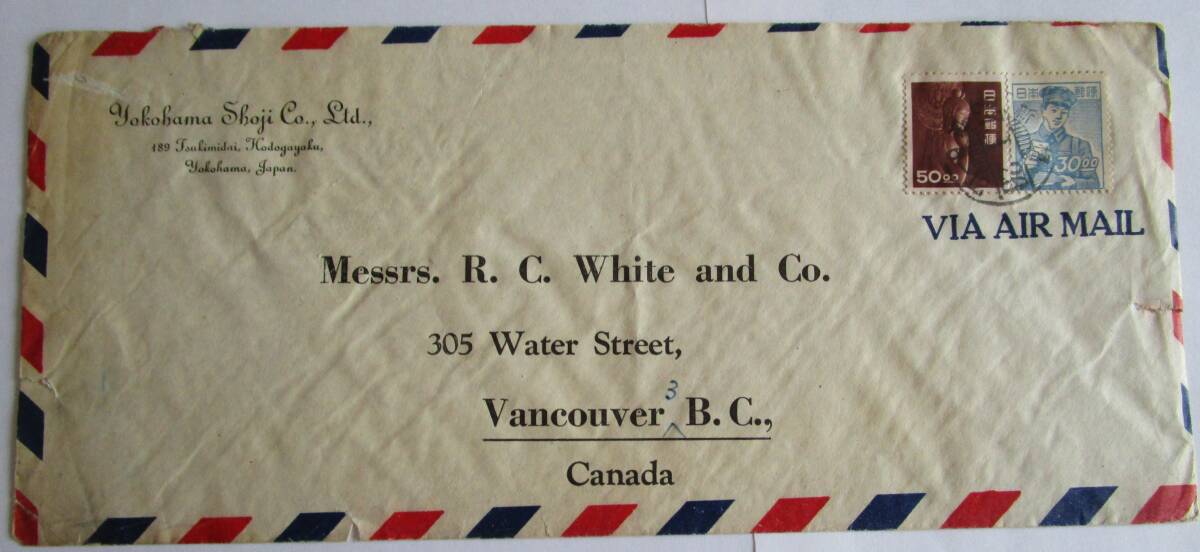 Yokohama Shoji Co., Ltd.,
189 Tsukimidai, Hodogayaku,
Yokohama, Japan.
日本郵便
50.00
日本郵便
30.00
VIA AIR MAIL
Messrs. R. C. White and Co.
305 Water Street,
Vancouver 3 B. C.,
Canada